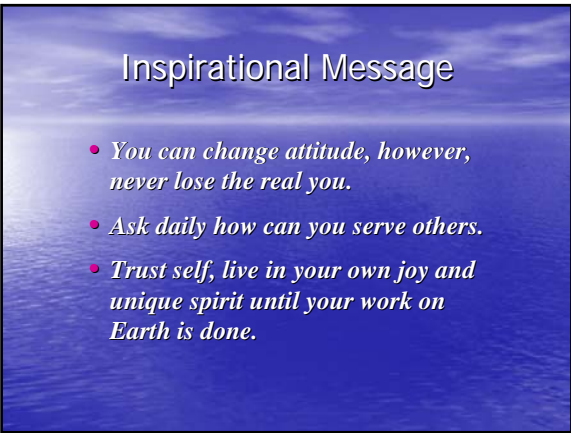 Inspirational Message
• You can change attitude, however,
never lose the real you.
• Ask daily how can you serve others.
• Trust self, live in your own joy and
unique spirit until your work on
Earth is done.